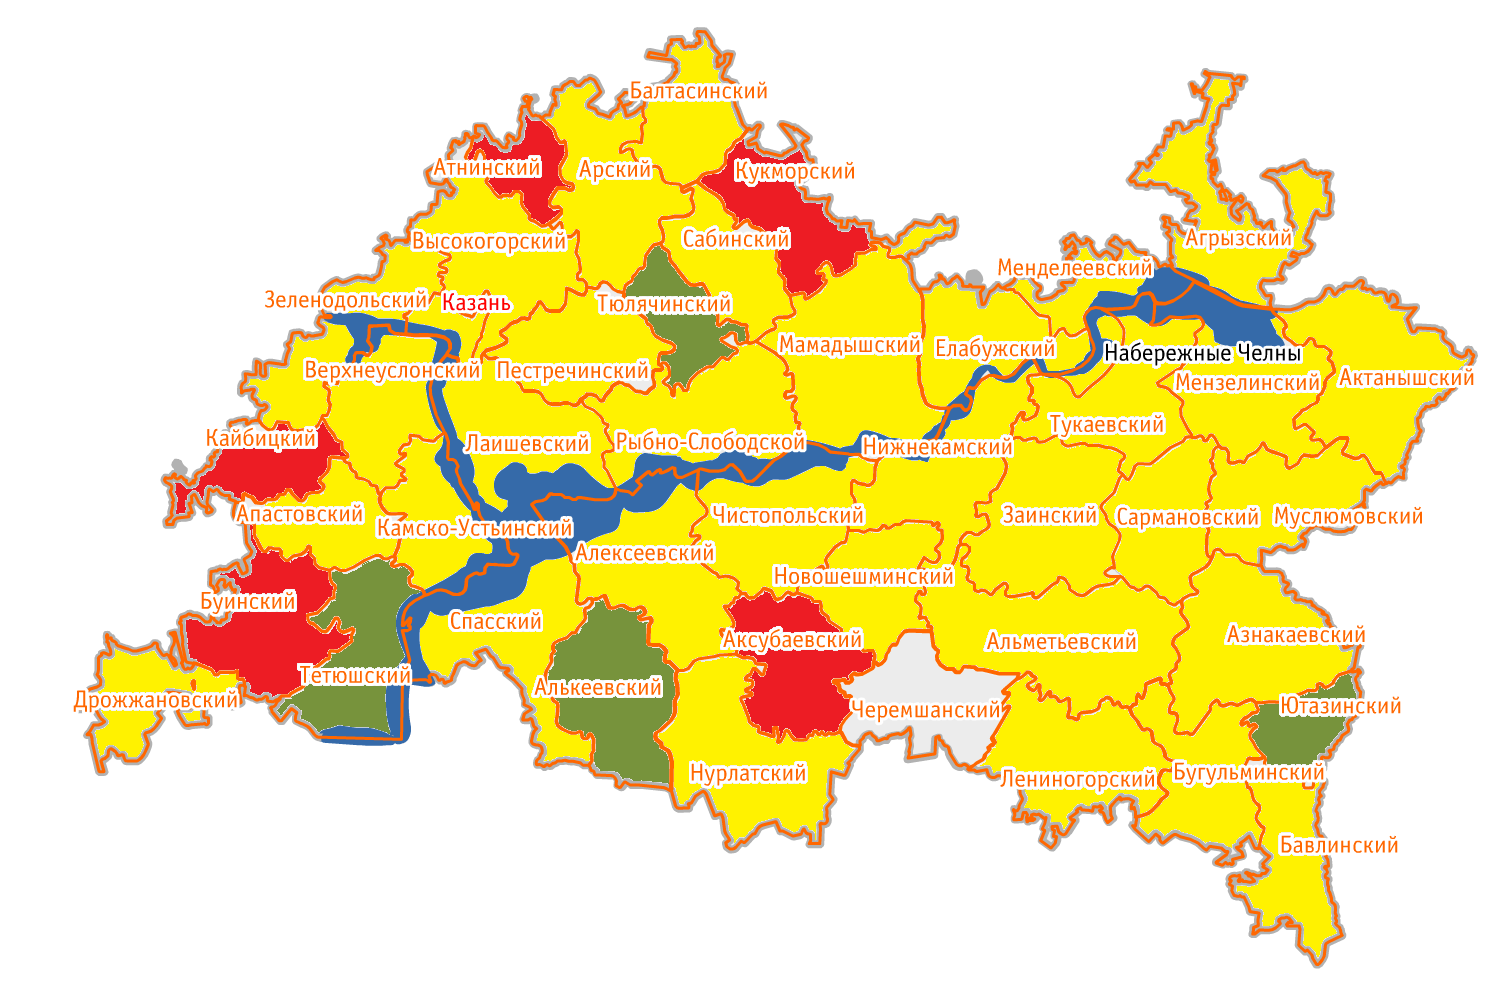 Балтасинский
Атнинский
Арский
Кукморский
Высокогорский
Сабинский
Агрызский
Менделеевский
Зеленодольский
Казань
Тюлячинский
Мамадышский
Елабужский
Набережные Челны
Верхнеуслонский
Пестречинский
Мензелинский
Актанышский
Тукаевский
Кайбицкий
Лаишевский
Рыбно-Слободской
Нижнекамский
Апастовский
Камско-Устьинский
Чистопольский
Заинский
Сармановский
Муслюмовский
Алексеевский
Новошешминский
Буинский
Спасский
Аксубаевский
Альметьевский
Азнакаевский
Тетюшский
Алькеевский
Дрожжановский
Черемшанский
Ютазинский
Нурлатский
Лениногорский
Бугульминский
Бавлинский